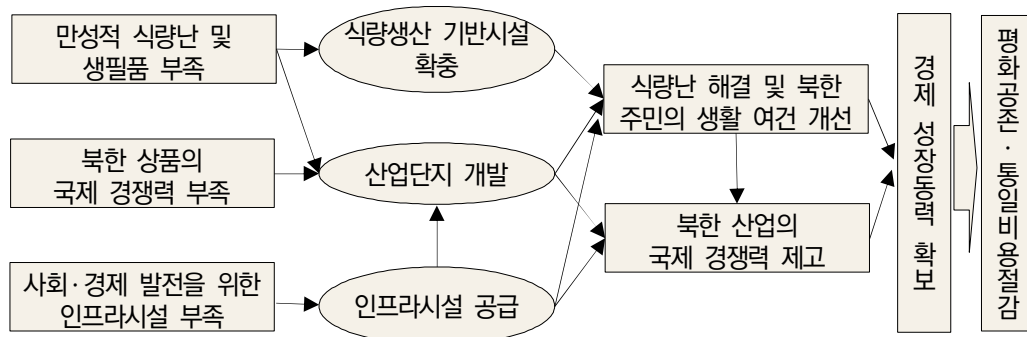 만성적 식량난 및
생필품 부족
식량생산 기반시설
확충
북한 상품의
국제 경쟁력 부족
산업단지 개발
사회·경제 발전을 위한
인프라시설 부족
인프라시설 공급
식량난 해결 및 북한
주민의 생활 여건 개선
북한 산업의
국제 경쟁력 제고
경제 성장동력 확보
평화공존·통일비용절감